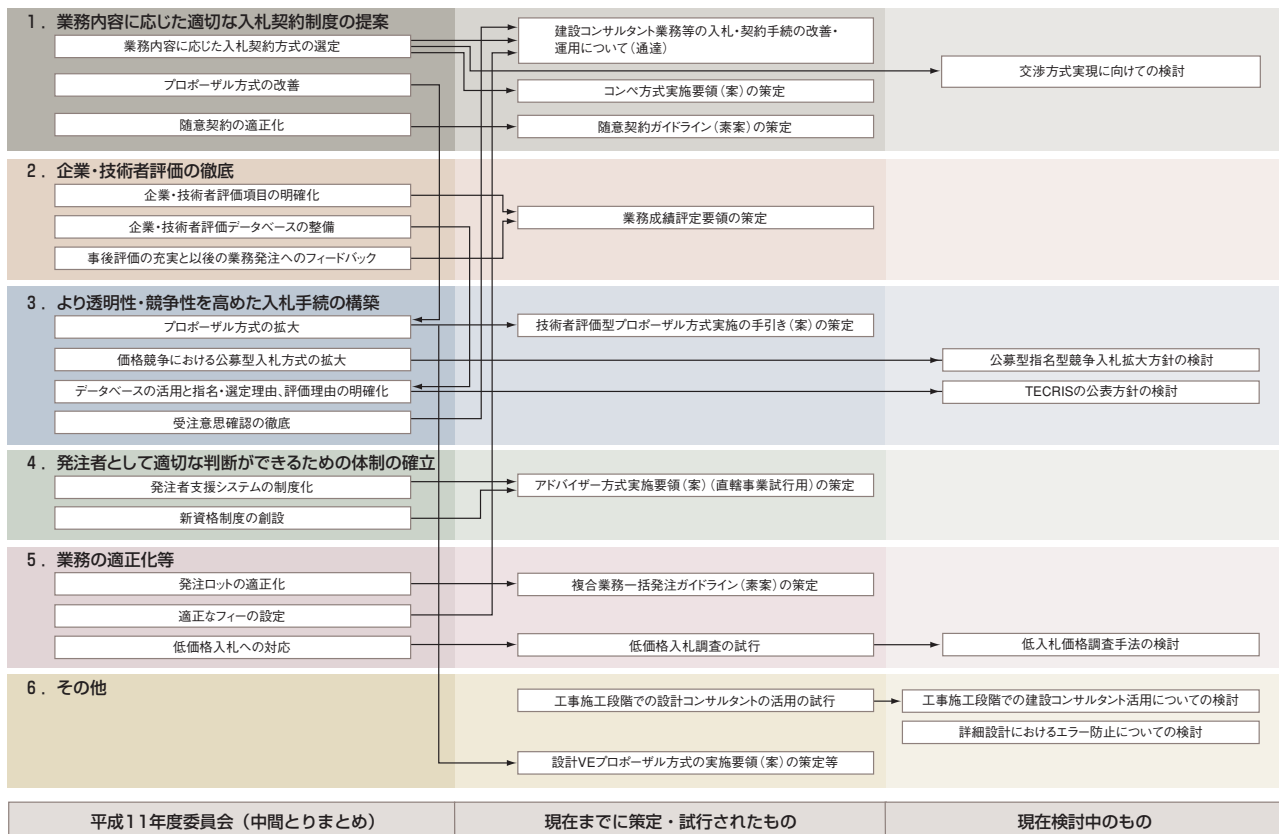 1．業務内容に応じた適切な入札契約制度の提案
業務内容に応じた入札契約方式の選定
プロポーザル方式の改善
随意契約の適正化
建設コンサルタント業務等の入札・契約手続の改善・
運用について（通達）
コンペ方式実施要領（案）の策定
随意契約ガイドライン（素案）の策定
交渉方式実現に向けての検討
2．企業・技術者評価の徹底
企業・技術者評価項目の明確化
企業・技術者評価データベースの整備
事後評価の充実と以後の業務発注へのフィードバック
業務成績評定要領の策定
3．より透明性・競争性を高めた入札手続の構築
プロポーザル方式の拡大
価格競争における公募型入札方式の拡大
データベースの活用と指名・選定理由、評価理由の明確化
受注意思確認の徹底
技術者評価型プロポーザル方式実施の手引き（案）の策定
公募型指名型競争入札拡大方針の検討
TECRISの公表方針の検討
4．発注者として適切な判断ができるための体制の確立
発注者支援システムの制度化
新資格制度の創設
アドバイザー方式実施要領（案）（直轄事業試行用）の策定
5．業務の適正化等
発注ロットの適正化
適正なフィーの設定
低価格入札への対応
複合業務一括発注ガイドライン（素案）の策定
低価格入札調査の試行
低入札価格調査手法の検討
6．その他
工事施工段階での設計コンサルタントの活用の試行
設計VEプロポーザル方式の実施要領（案）の策定等
工事施工段階での建設コンサルタント活用についての検討
詳細設計におけるエラー防止についての検討
平成11年度委員会（中間とりまとめ）
現在までに策定・試行されたもの
現在検討中のもの